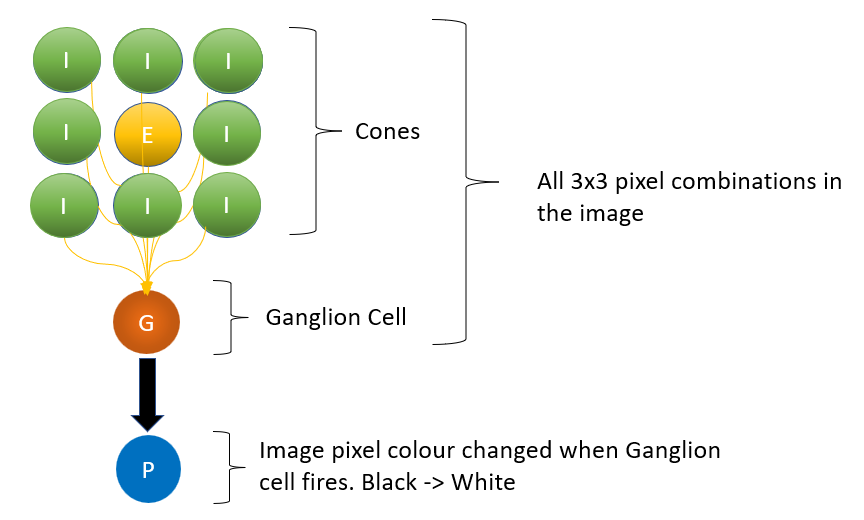 I I I
I E I
Cones
All 3x3 pixel combinations in
the image
I I I
G
Ganglion Cell
P
Image pixel colour changed when Ganglion
cell fires. Black -> White